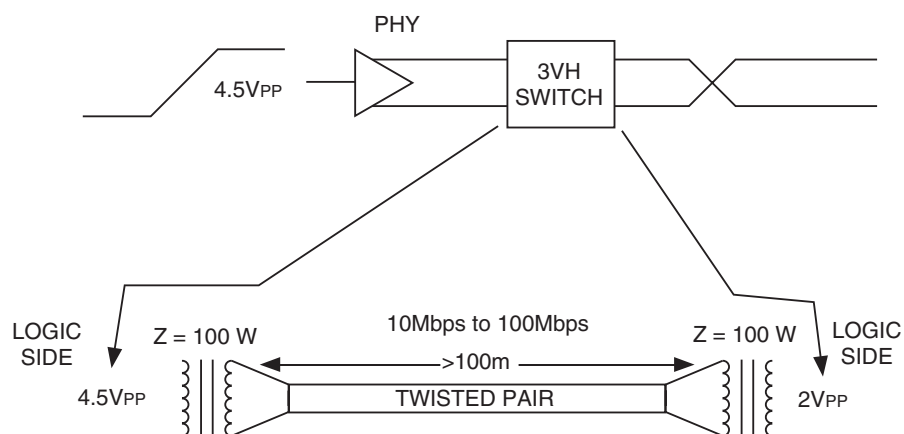 PHY
4.5VPP
3VH
SWITCH
LOGIC
SIDE
Z = 100 W
10Mbps to 100Mbps
Z = 100 W
LOGIC
SIDE
>100m
4.5VPP
TWISTED PAIR
2VPP